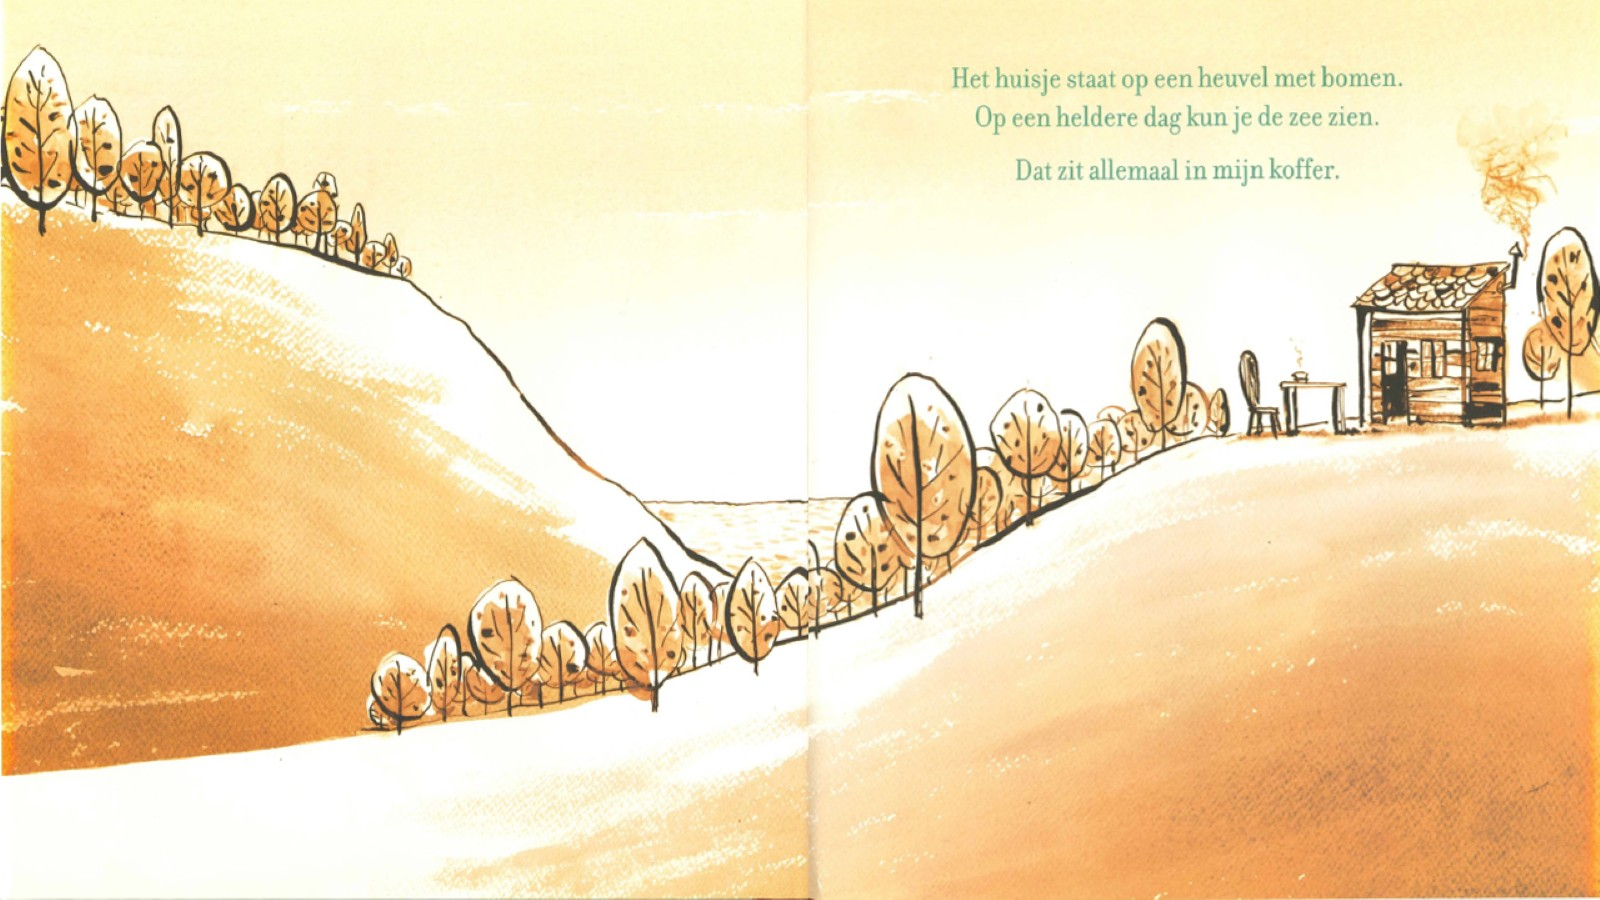 Het huisje staat op een heuvel met bomen.
Op een heldere dag kun je de zee zien.
Dat zit allemaal in mijn koffer.